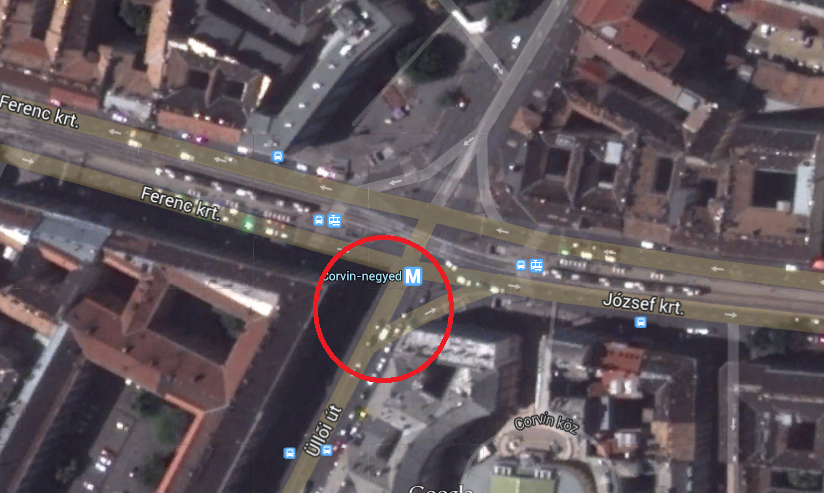 Ferenc krt.
Ferenc krt.
Corvin-negyed M
József krt.
Üllői út
Corvin köz
Google